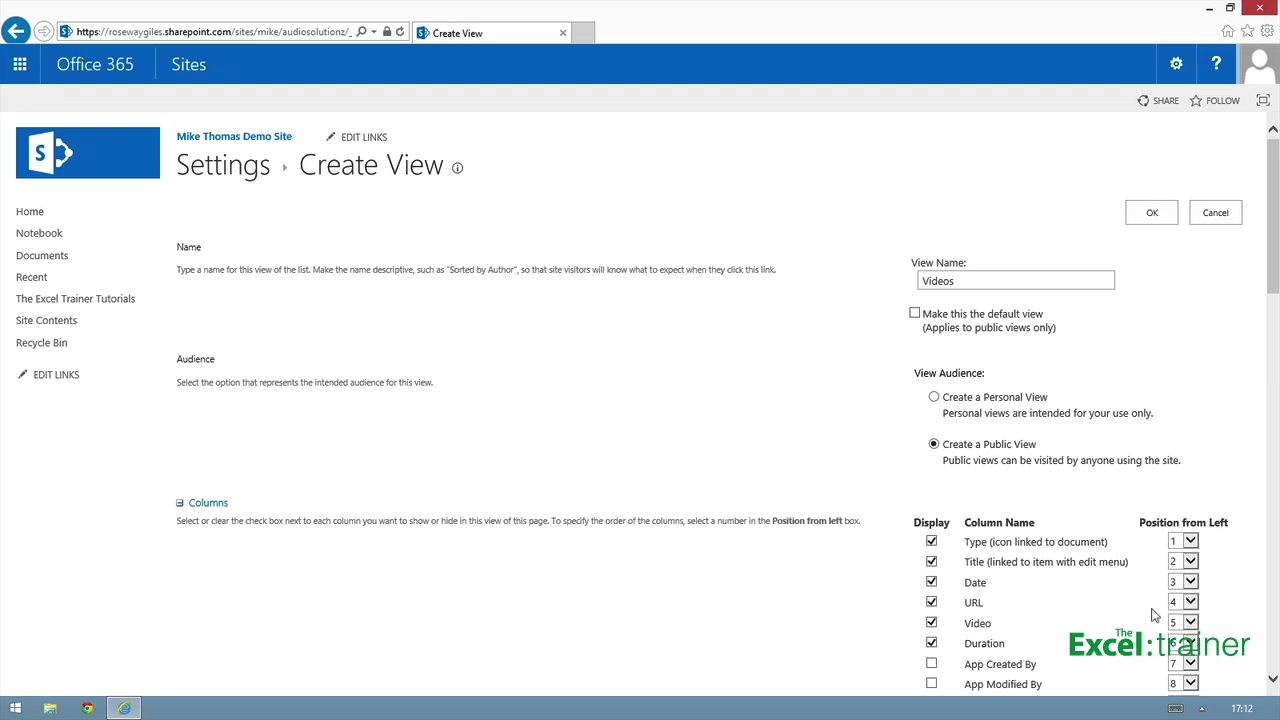 https://rosewaygiles.sharepoint.com/sites/mike/audiosolutionz/_
Create View
Office 365
Sites
SHARE
FOLLOW
S
Mike Thomas Demo Site
EDIT LINKS
Settings
Create View
Home
Notebook
Documents
Recent
The Excel Trainer Tutorials
Site Contents
Recycle Bin
EDIT LINKS
OK
Cancel
Name
Type a name for this view of the list. Make the name descriptive, such as "Sorted by Author", so that site visitors will know what to expect when they click this link.
View Name:
Videos
Make this the default view
(Applies to public views only)
Audience
Select the option that represents the intended audience for this view.
View Audience:
Create a Personal View
Personal views are intended for your use only.
Create a Public View
Public views can be visited by anyone using the site.
Columns
Select or clear the check box next to each column you want to show or hide in this view of this page. To specify the order of the columns, select a number in the Position from left box.
Display Column Name Position from Left
Type (icon linked to document) 1
Title (linked to item with edit menu) 2
Date 3
URL 4
Video 5
Duration 6
App Created By 7
App Modified By 8
The Excel:trainer
17:12